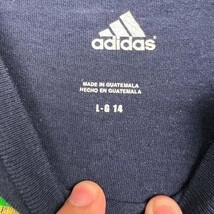 adidas
MADE IN GUATEMALA
HECHO EN GUATEMALA
L-G 14